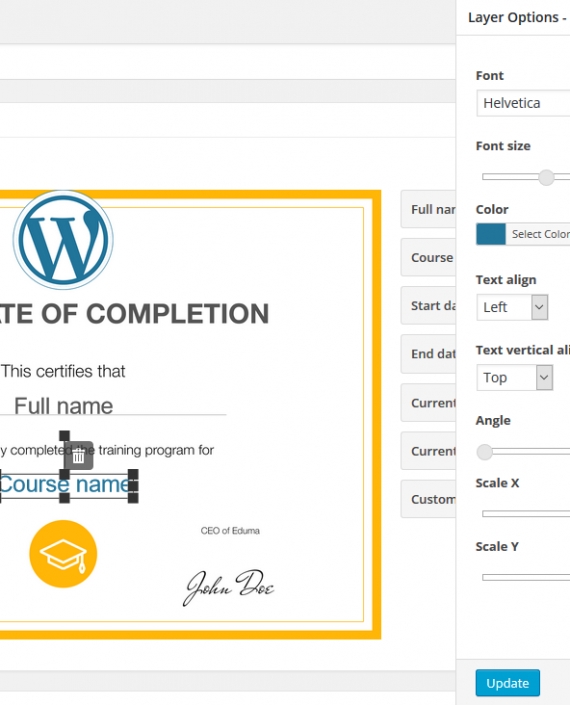 Layer Options -
Font
Helvetica
Font size
Color
Select Color
Text align
Left
Text vertical ali
Top
Angle
Scale X
Scale Y
Update
W
TE OF COMPLETION
This certifies that
Full name
y completed the training program for
Course name
CEO of Eduma
John Doe
Full nar
Course
Start da
End dat
Current
Current
Custom